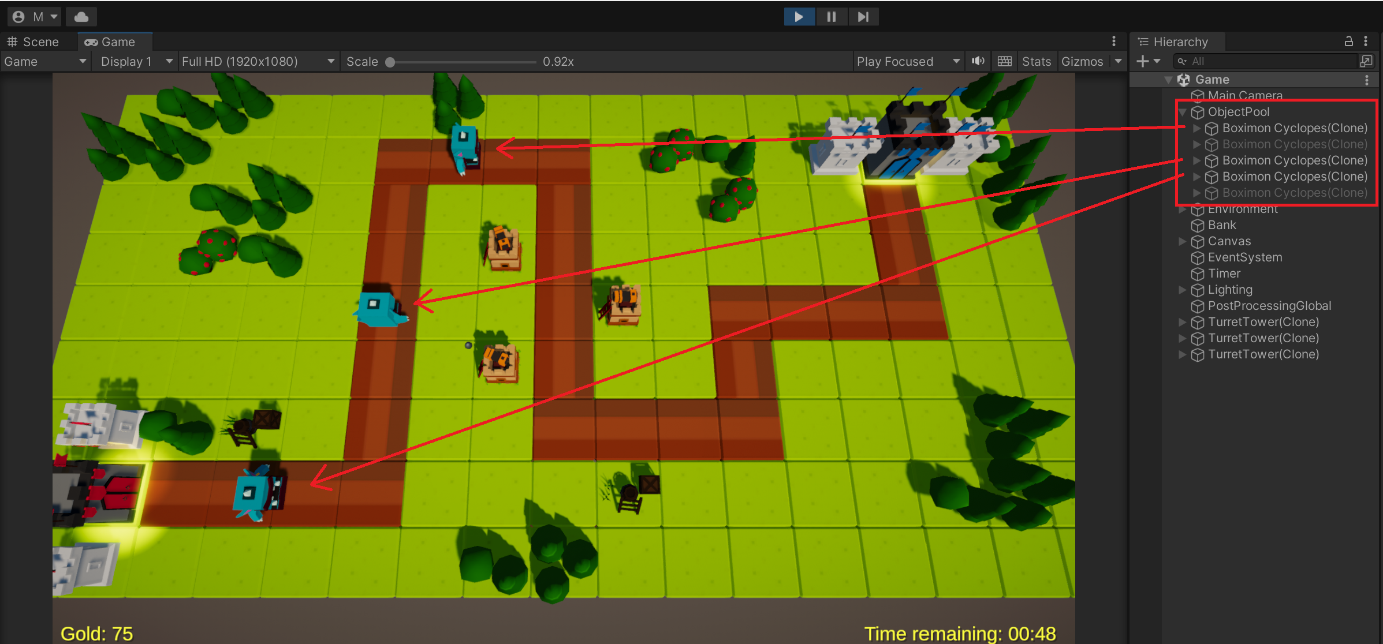 M
Scene Game
Game Display 1 Full HD (1920x1080) Scale 0.92x Play Focused Stats Gizmos
Hierarchy
All
Game
Main Camera
ObjectPool
Boximon Cyclopes(Clone)
Boximon Cyclopes(Clone)
Boximon Cyclopes(Clone)
Boximon Cyclopes(Clone)
Boximon Cyclopes(Clone)
Environment
Bank
Canvas
EventSystem
Timer
Lighting
PostProcessingGlobal
TurretTower(Clone)
TurretTower(Clone)
TurretTower(Clone)
Gold: 75
Time remaining: 00:48